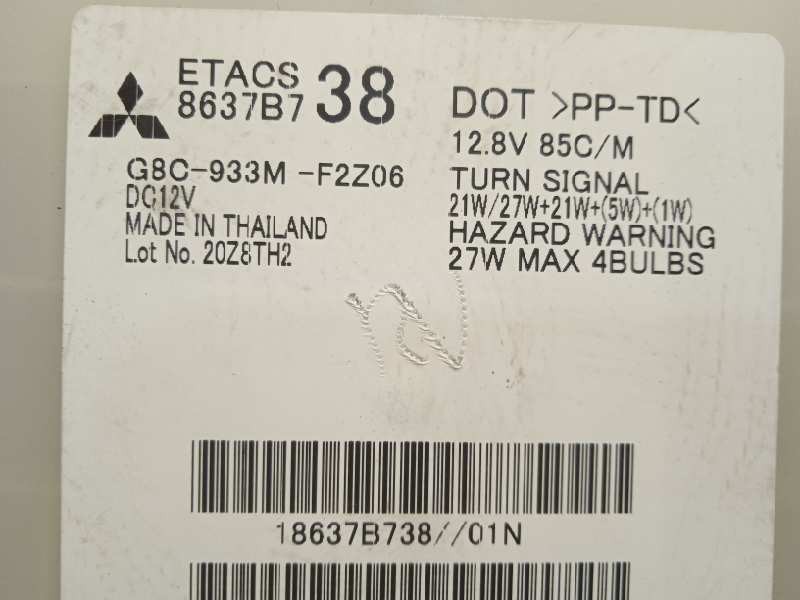 ETACS
8637B7 38
G8C-933M -F2Z06
DC12V
MADE IN THAILAND
Lot No. 20Z8TH2
DOT >PP-TD<
12.8V 85C/M
TURN SIGNAL
21W/27W+21W+(5W)+(1W)
HAZARD WARNING
27W MAX 4BULBS
18637B738//01N